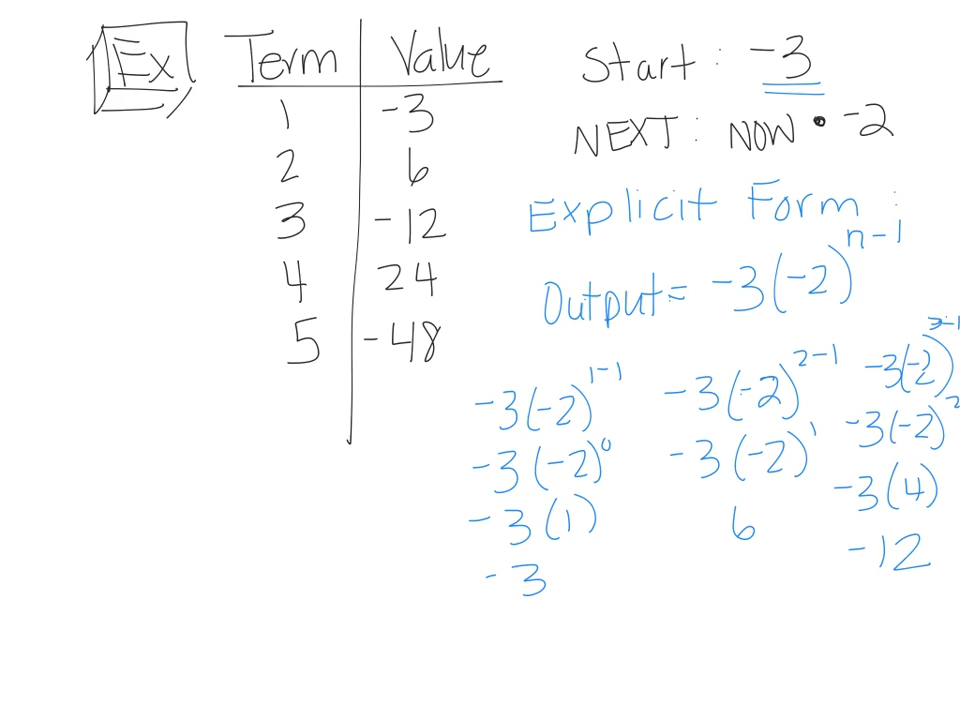 Ex
Term | Value
1 | -3
2 | 6
3 | -12
4 | 24
5 | -48
Start: -3
NEXT: NOW • -2
Explicit Form:
Output = -3(-2)^{n-1}
-3(-2)^{1-1}
-3(-2)^0
-3(1)
-3
-3(-2)^{2-1}
-3(-2)^1
6
-3(-2)^{3-1}
-3(-2)^2
-3(4)
-12